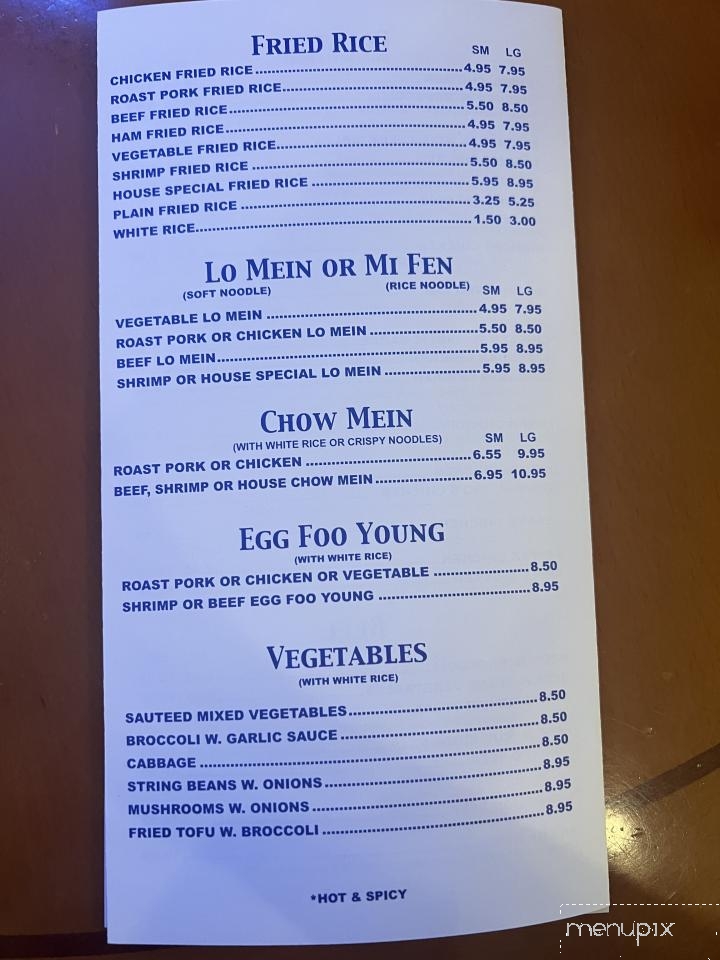 FRIED RICE
SM LG
CHICKEN FRIED RICE 4.95 7.95
ROAST PORK FRIED RICE 4.95 7.95
BEEF FRIED RICE 5.50 8.50
HAM FRIED RICE 4.95 7.95
VEGETABLE FRIED RICE 4.95 7.95
SHRIMP FRIED RICE 5.50 8.50
HOUSE SPECIAL FRIED RICE 5.95 8.95
PLAIN FRIED RICE 3.25 5.25
WHITE RICE 1.50 3.00
LO MEIN OR MI FEN
(SOFT NOODLE) (RICE NOODLE) SM LG
VEGETABLE LO MEIN 4.95 7.95
ROAST PORK OR CHICKEN LO MEIN 5.50 8.50
BEEF LO MEIN 5.95 8.95
SHRIMP OR HOUSE SPECIAL LO MEIN 5.95 8.95
CHOW MEIN
(WITH WHITE RICE OR CRISPY NOODLES) SM LG
ROAST PORK OR CHICKEN 6.55 9.95
BEEF, SHRIMP OR HOUSE CHOW MEIN 6.95 10.95
EGG FOO YOUNG
(WITH WHITE RICE)
ROAST PORK OR CHICKEN OR VEGETABLE 8.50
SHRIMP OR BEEF EGG FOO YOUNG 8.95
VEGETABLES
(WITH WHITE RICE)
SAUTEED MIXED VEGETABLES 8.50
BROCCOLI W. GARLIC SAUCE 8.50
CABBAGE 8.50
STRING BEANS W. ONIONS 8.95
MUSHROOMS W. ONIONS 8.95
FRIED TOFU W. BROCCOLI 8.95
*HOT & SPICY
menupix